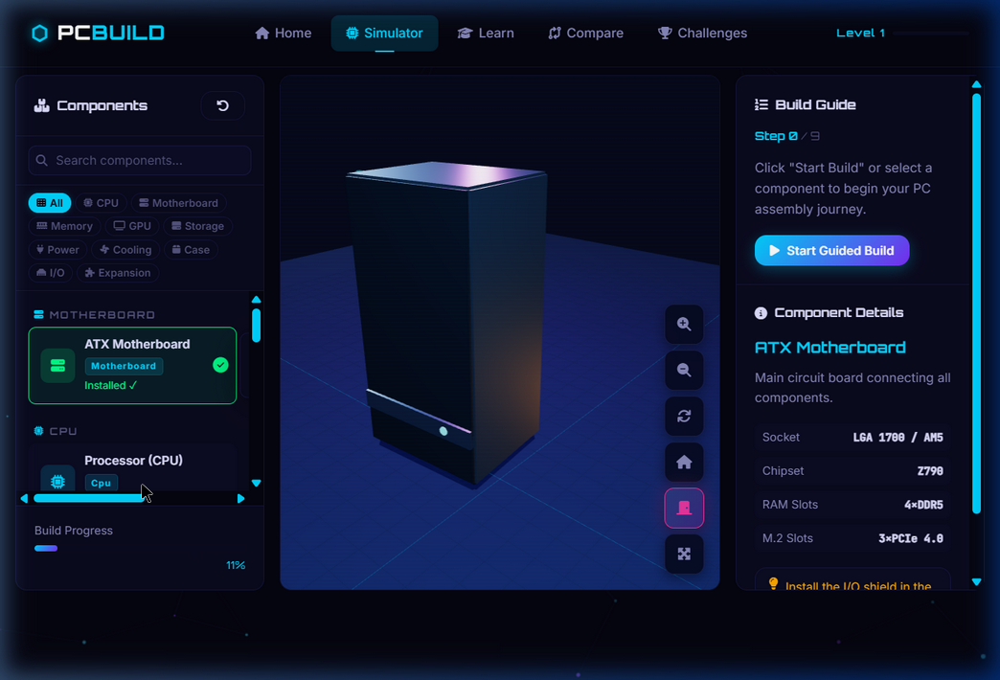 PCBUILD
Home
Simulator
Learn
Compare
Challenges
Level 1
Components
Search components...
All
CPU
Motherboard
Memory
GPU
Storage
Power
Cooling
Case
I/O
Expansion
MOTHERBOARD
ATX Motherboard
Motherboard
Installed ✓
CPU
Processor (CPU)
Cpu
Build Progress
11%
Build Guide
Step 0 / 9
Click "Start Build" or select a
component to begin your PC
assembly journey.
Start Guided Build
Component Details
ATX Motherboard
Main circuit board connecting all
components.
Socket LGA 1700 / AM5
Chipset Z790
RAM Slots 4×DDR5
M.2 Slots 3×PCIe 4.0
Install the I/O shield in the